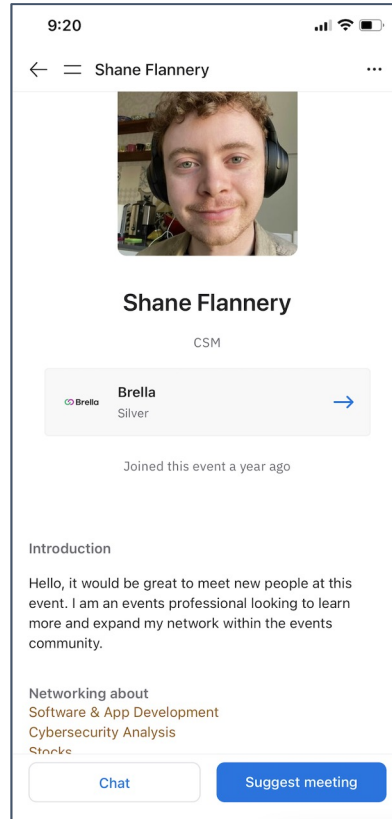 9:20
Shane Flannery
Shane Flannery
CSM
Brella
Brella
Silver
Joined this event a year ago
Introduction
Hello, it would be great to meet new people at this
event. I am an events professional looking to learn
more and expand my network within the events
community.
Networking about
Software & App Development
Cybersecurity Analysis
Stocks
Chat
Suggest meeting